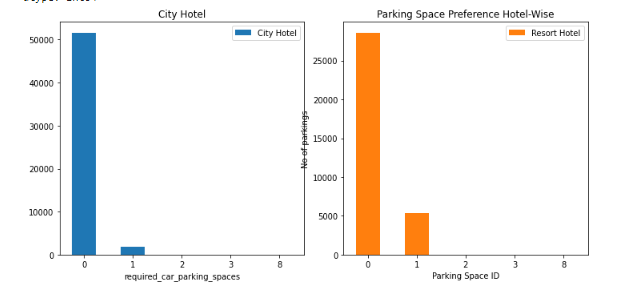 City Hotel
City Hotel
50000
40000
30000
20000
10000
0
0 1 2 3 8
required_car_parking_spaces
Parking Space Preference Hotel-Wise
Resort Hotel
No of parkings
25000
20000
15000
10000
5000
0
0 1 2 3 8
Parking Space ID